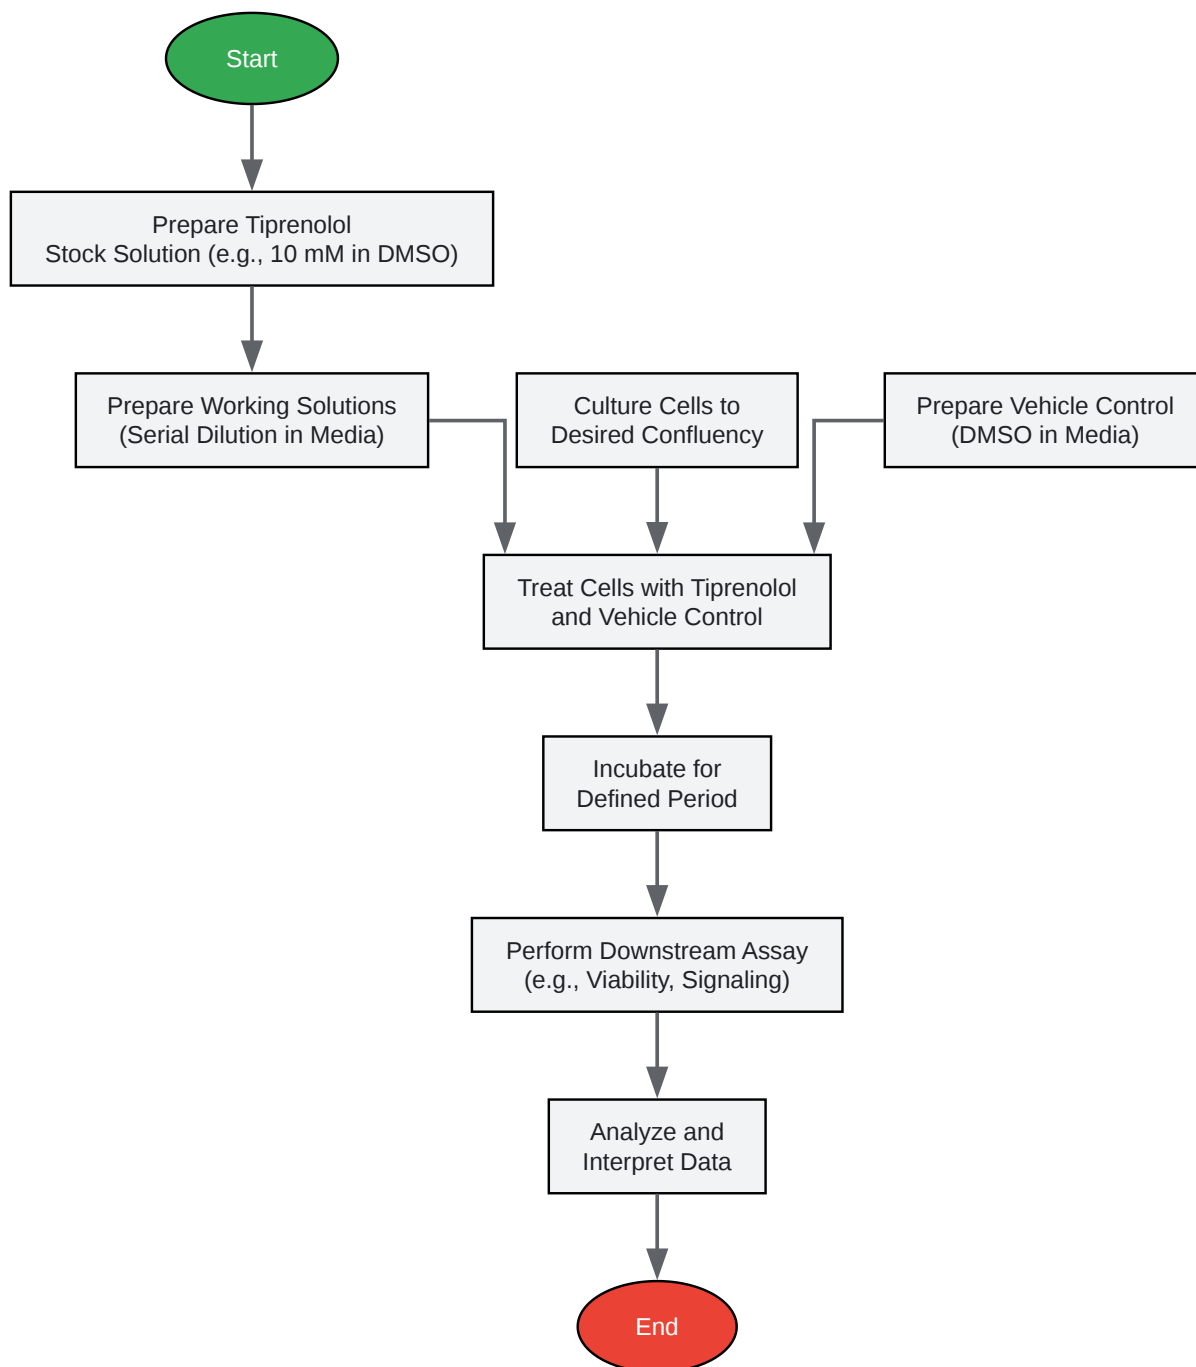 Start
Prepare Tiprenolol
Stock Solution (e.g., 10 mM in DMSO)
Prepare Working Solutions
(Serial Dilution in Media)
Culture Cells to
Desired Confluency
Prepare Vehicle Control
(DMSO in Media)
Treat Cells with Tiprenolol
and Vehicle Control
Incubate for
Defined Period
Perform Downstream Assay
(e.g., Viability, Signaling)
Analyze and
Interpret Data
End